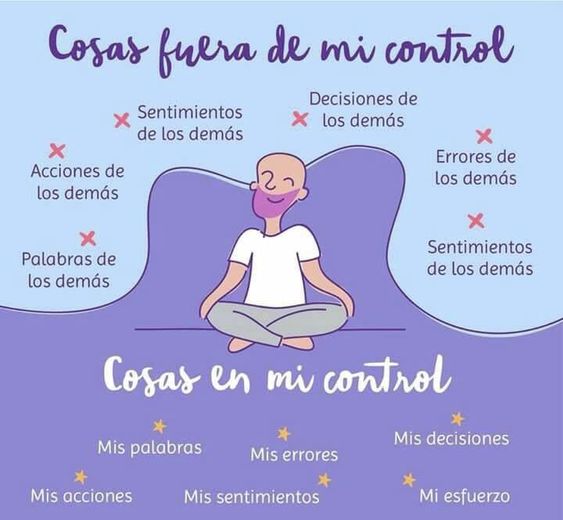 Cosas fuera de mi control
Sentimientos
de los demás
Decisiones de
los demás
Acciones de
los demás
Errores de
los demás
Palabras de
los demás
Sentimientos
de los demás
Cosas en mi control
Mis palabras
Mis errores
Mis decisiones
Mis acciones
Mis sentimientos
Mi esfuerzo